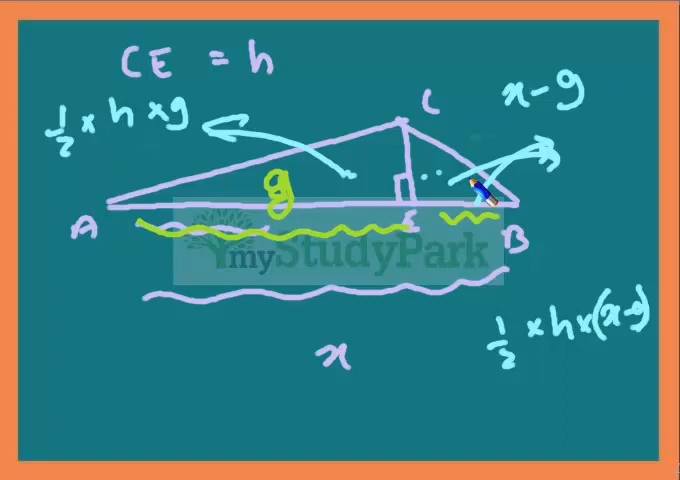 CE = h
x - g
1/2 × h × g
C
g
A
E
B
myStudyPark
x
1/2 × h × (x - g)